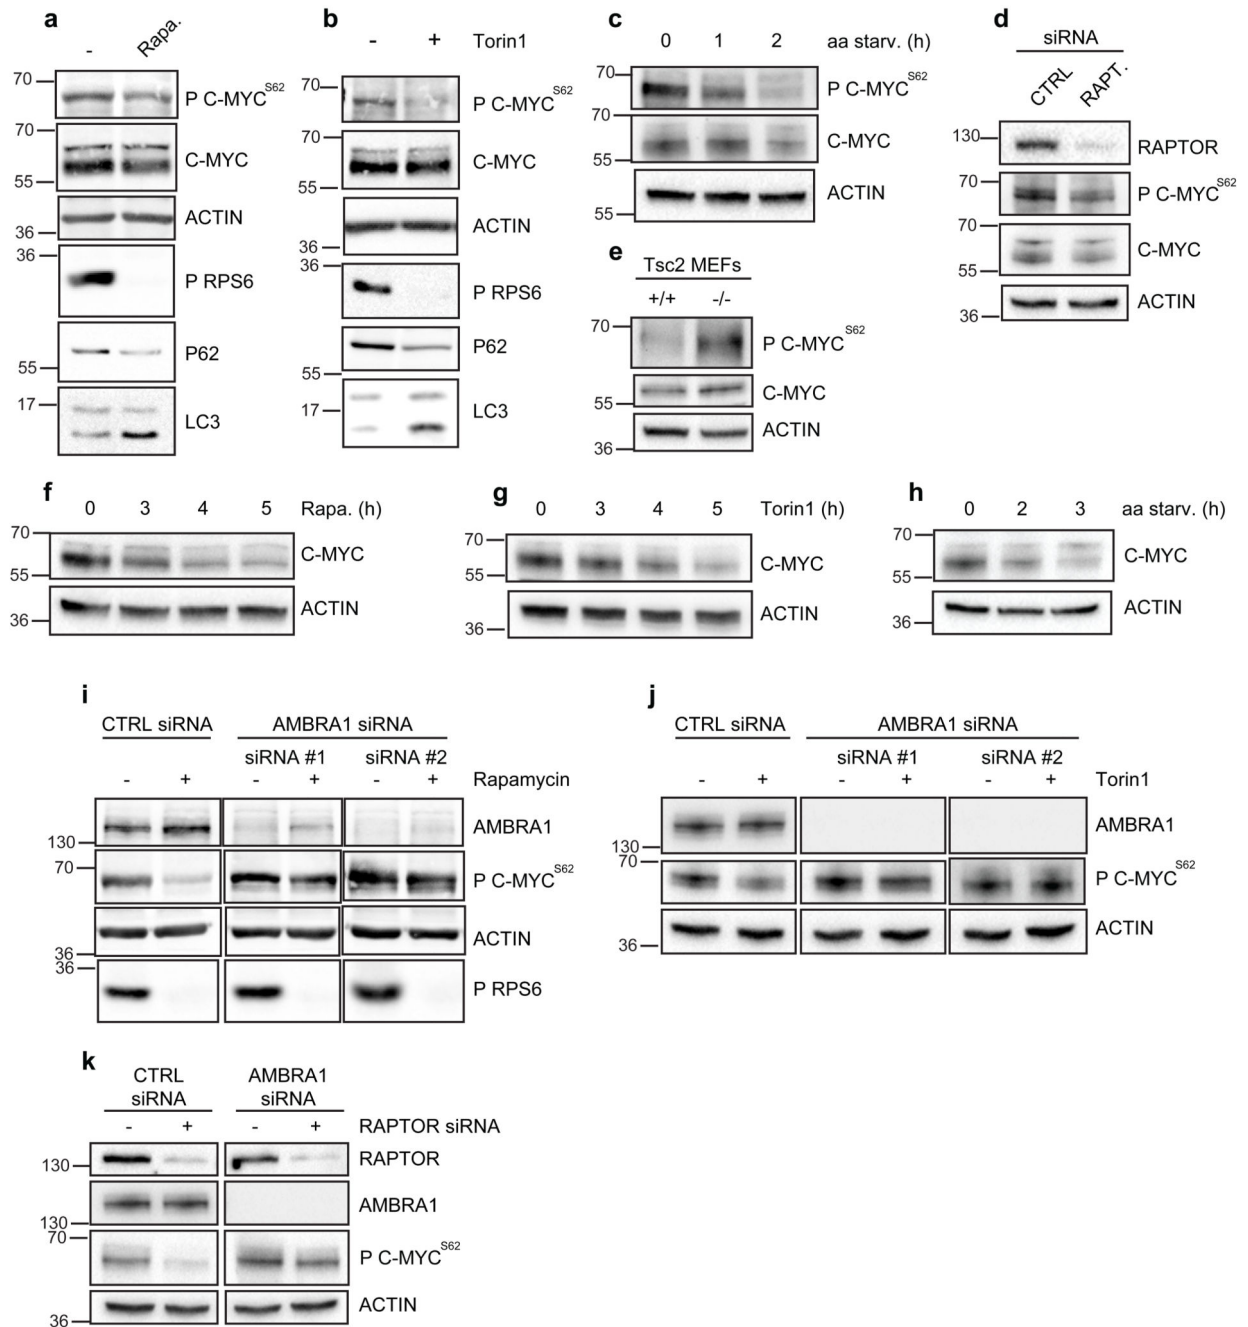 a
- Rapa.
70
P C-MYC S62
70
C-MYC
55
ACTIN
36
36
P RPS6
P62
55
17
LC3
b
- + Torin1
70
P C-MYC S62
70
C-MYC
55
ACTIN
36
36
P RPS6
P62
55
17
LC3
c
0 1 2 aa starv. (h)
70
P C-MYC S62
70
C-MYC
55
ACTIN
55
d
siRNA
CTRL RAPT.
130
RAPTOR
70
P C-MYC S62
70
C-MYC
55
ACTIN
36
e
Tsc2 MEFs
+/+ -/-
70
P C-MYC S62
C-MYC
55
ACTIN
36
f
0 3 4 5 Rapa. (h)
70
C-MYC
55
ACTIN
36
g
0 3 4 5 Torin1 (h)
70
C-MYC
55
ACTIN
36
h
0 2 3 aa starv. (h)
70
C-MYC
55
ACTIN
36
i
CTRL siRNA AMBRA1 siRNA
siRNA #1 siRNA #2
- + - + - + Rapamycin
AMBRA1
130
70
P C-MYC S62
ACTIN
36
36
P RPS6
j
CTRL siRNA AMBRA1 siRNA
siRNA #1 siRNA #2
- + - + - + Torin1
AMBRA1
130
70
P C-MYC S62
ACTIN
36
k
CTRL siRNA
AMBRA1 siRNA
- + - + RAPTOR siRNA
RAPTOR
130
AMBRA1
130
70
P C-MYC S62
ACTIN
36